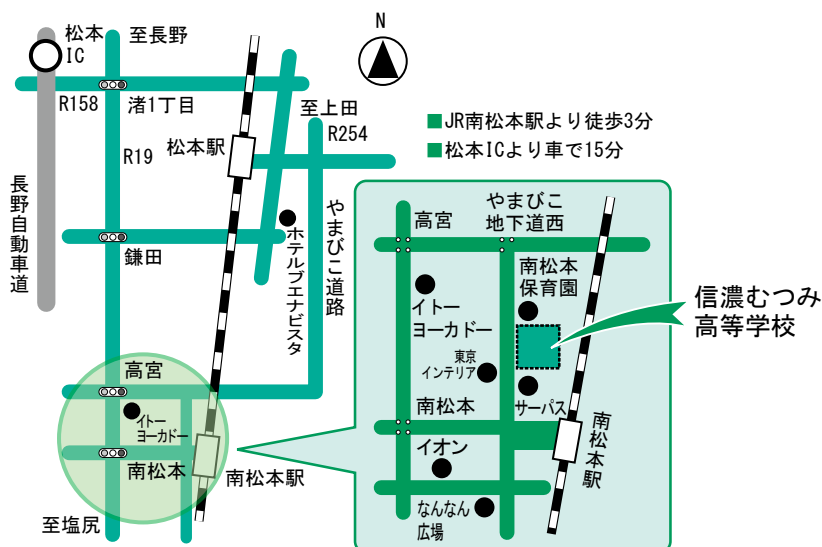 松本
IC
至長野
N
R158
渚1丁目
至上田
R254
松本駅
R19
長野自動車道
鎌田
ホテルブエナビスタ
やまびこ道路
高宮
イトー
ヨーカドー
南松本
南松本駅
至塩尻
■JR南松本駅より徒歩3分
■松本ICより車で15分
高宮
やまびこ
地下道西
南松本
保育園
イトー
ヨーカドー
東京
インテリア
サーパス
南松本
南松本駅
イオン
なんなん
広場
信濃むつみ
高等学校